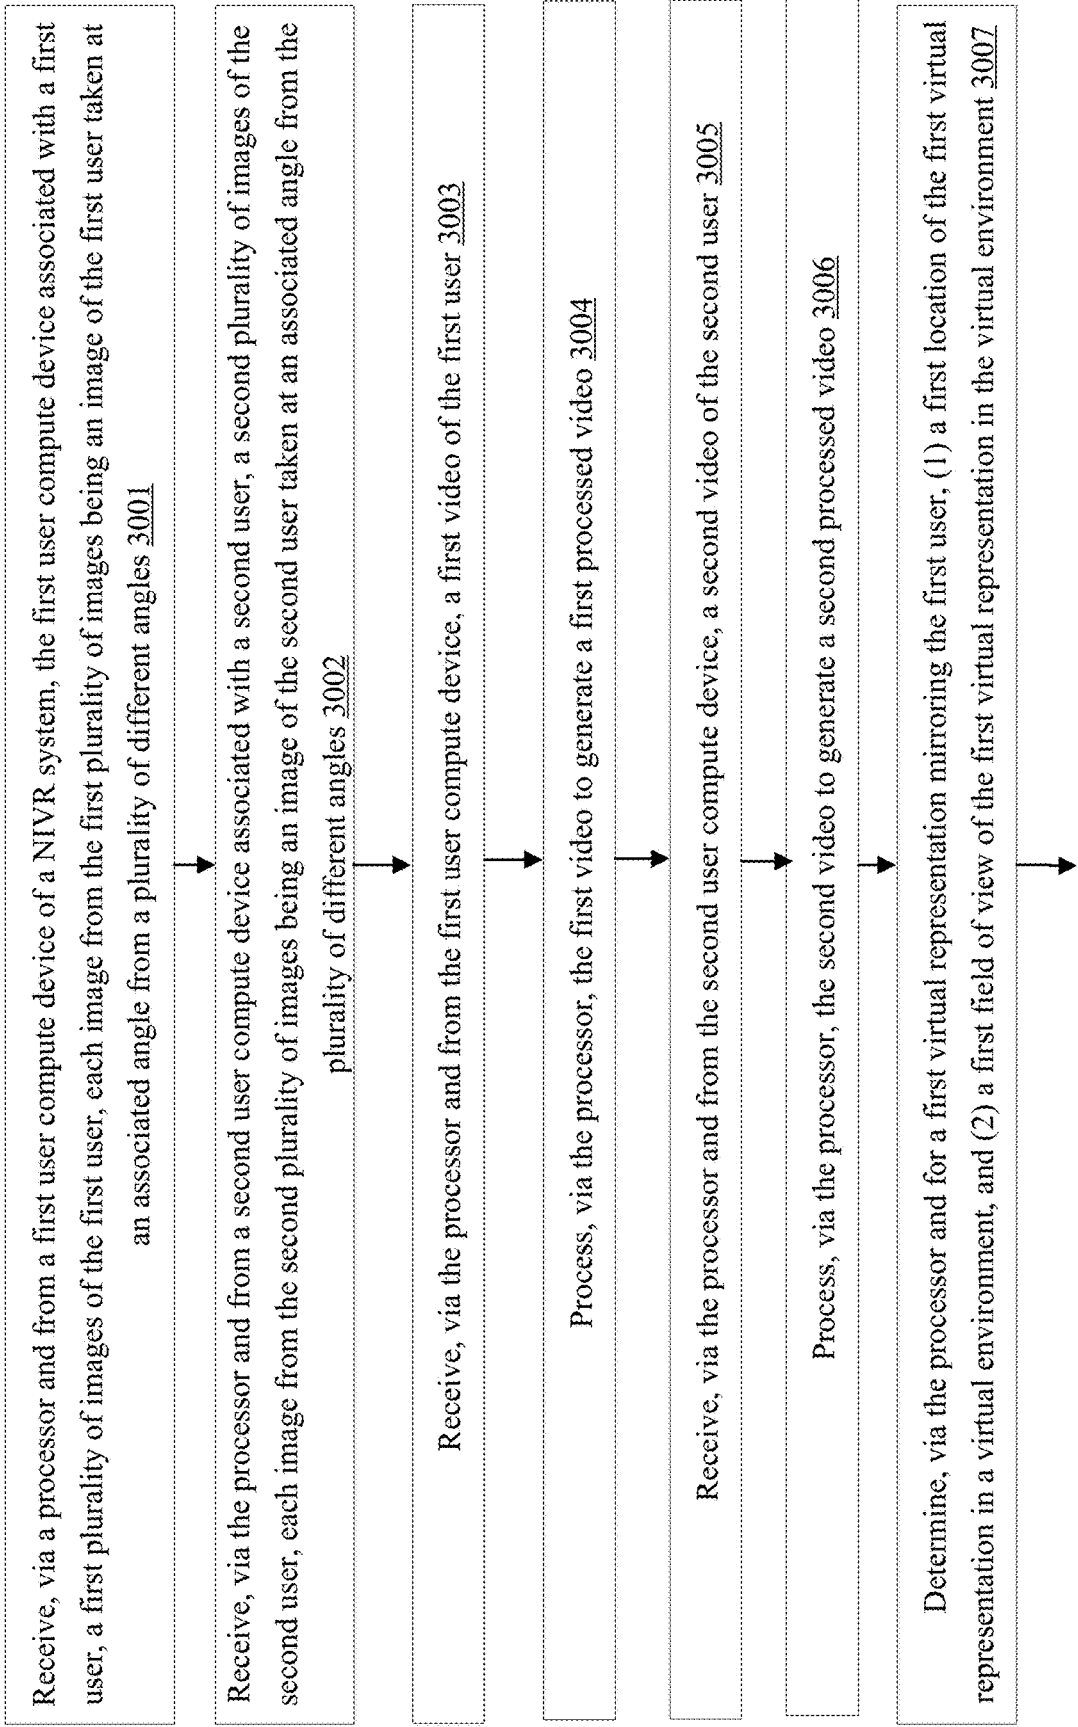 Receive, via a processor and from a first user compute device of a NIVR system, the first user compute device associated with a first
user, a first plurality of images of the first user, each image from the first plurality of images being an image of the first user taken at
an associated angle from a plurality of different angles 3001
Receive, via the processor and from a second user compute device associated with a second user, a second plurality of images of the
second user, each image from the second plurality of images being an image of the second user taken at an associated angle from the
plurality of different angles 3002
Receive, via the processor and from the first user compute device, a first video of the first user 3003
Process, via the processor, the first video to generate a first processed video 3004
Receive, via the processor and from the second user compute device, a second video of the second user 3005
Process, via the processor, the second video to generate a second processed video 3006
Determine, via the processor and for a first virtual representation mirroring the first user, (1) a first location of the first virtual
representation in a virtual environment, and (2) a first field of view of the first virtual representation in the virtual environment 3007